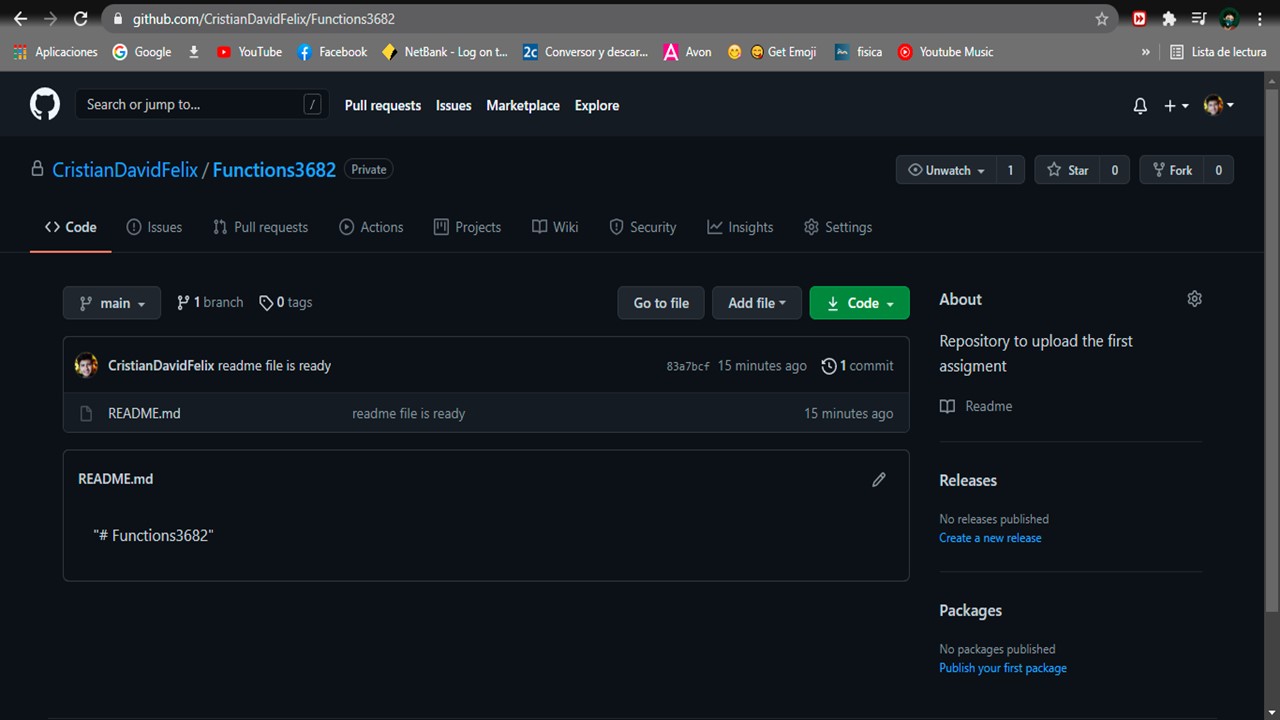 github.com/CristianDavidFelix/Functions3682
Aplicaciones Google YouTube Facebook NetBank - Log on t... 2c Conversor y descar... A Avon Get Emoji fisica Youtube Music » Lista de lectura
Search or jump to... / Pull requests Issues Marketplace Explore
CristianDavidFelix / Functions3682 Private Unwatch 1 Star 0 Fork 0
<> Code Issues Pull requests Actions Projects Wiki Security Insights Settings
main 1 branch 0 tags Go to file Add file Code
About
Repository to upload the first
assigment
Readme
CristianDavidFelix readme file is ready 83a7bcf 15 minutes ago 1 commit
README.md readme file is ready 15 minutes ago
README.md
"# Functions3682"
Releases
No releases published
Create a new release
Packages
No packages published
Publish your first package